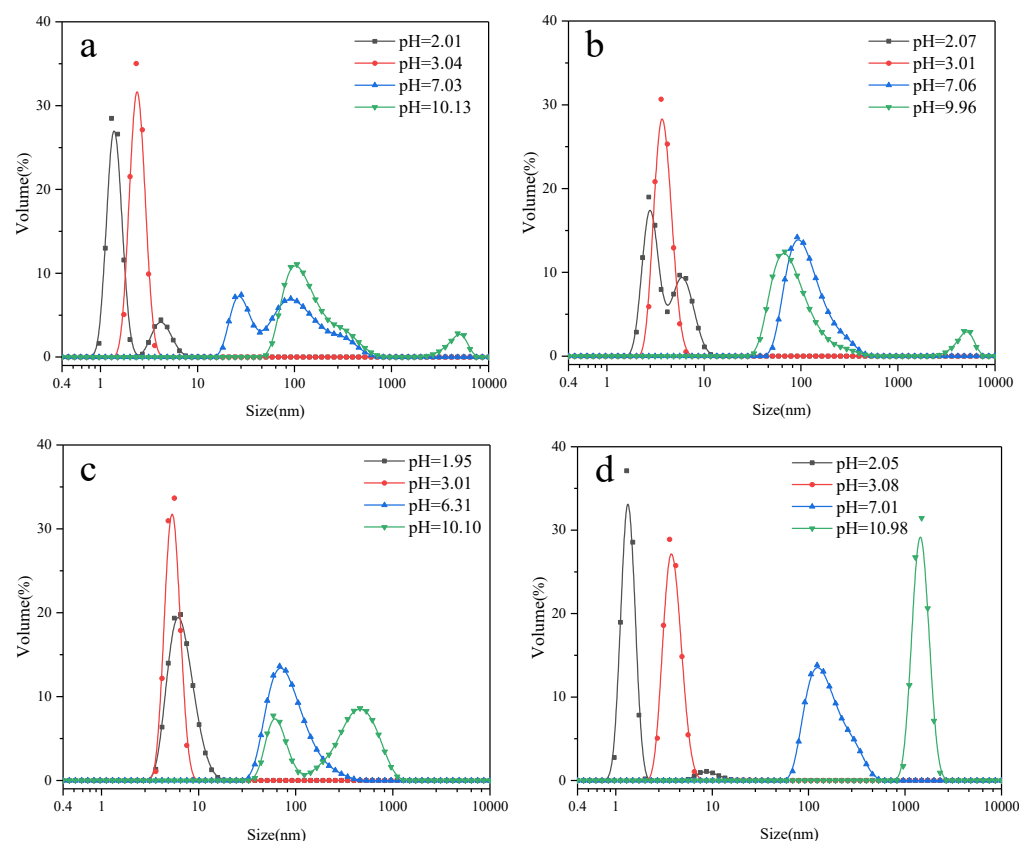 a
pH=2.01
pH=3.04
pH=7.03
pH=10.13
40
30
20
10
0
Volume(%)
0.4 1 10 100 1000 10000
Size(nm)
b
pH=2.07
pH=3.01
pH=7.06
pH=9.96
40
30
20
10
0
Volume(%)
0.4 1 10 100 1000 10000
Size(nm)
c
pH=1.95
pH=3.01
pH=6.31
pH=10.10
40
30
20
10
0
Volume(%)
0.4 1 10 100 1000 10000
Size(nm)
d
pH=2.05
pH=3.08
pH=7.01
pH=10.98
40
30
20
10
0
Volume(%)
0.4 1 10 100 1000 10000
Size(nm)